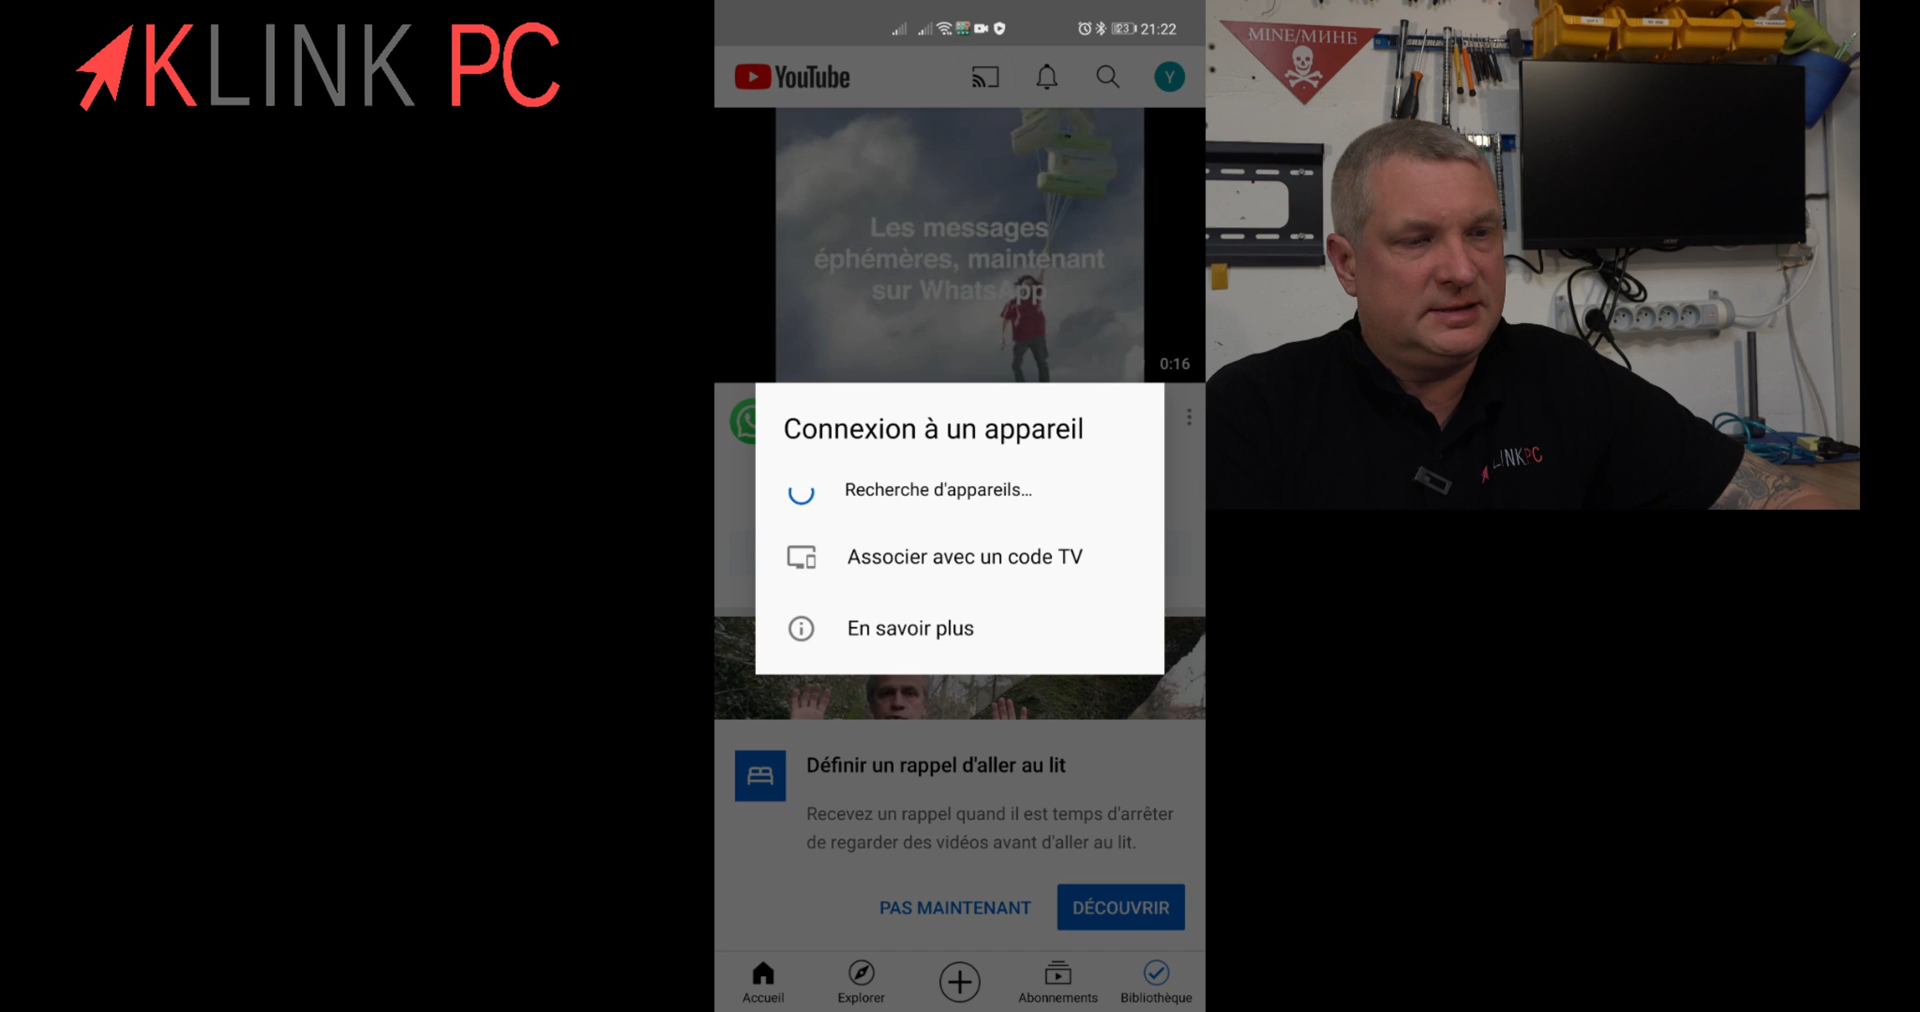 KLINK PC
23 21:22
YouTube
Y
Les messages
éphémères, maintenant
sur WhatsApp
0:16
Connexion à un appareil
Recherche d'appareils...
Associer avec un code TV
En savoir plus
Définir un rappel d'aller au lit
Recevez un rappel quand il est temps d'arrêter
de regarder des vidéos avant d'aller au lit.
PAS MAINTENANT
DÉCOUVRIR
Accueil
Explorer
Abonnements
Bibliothèque
MINE/МИНБ
KLINKPC